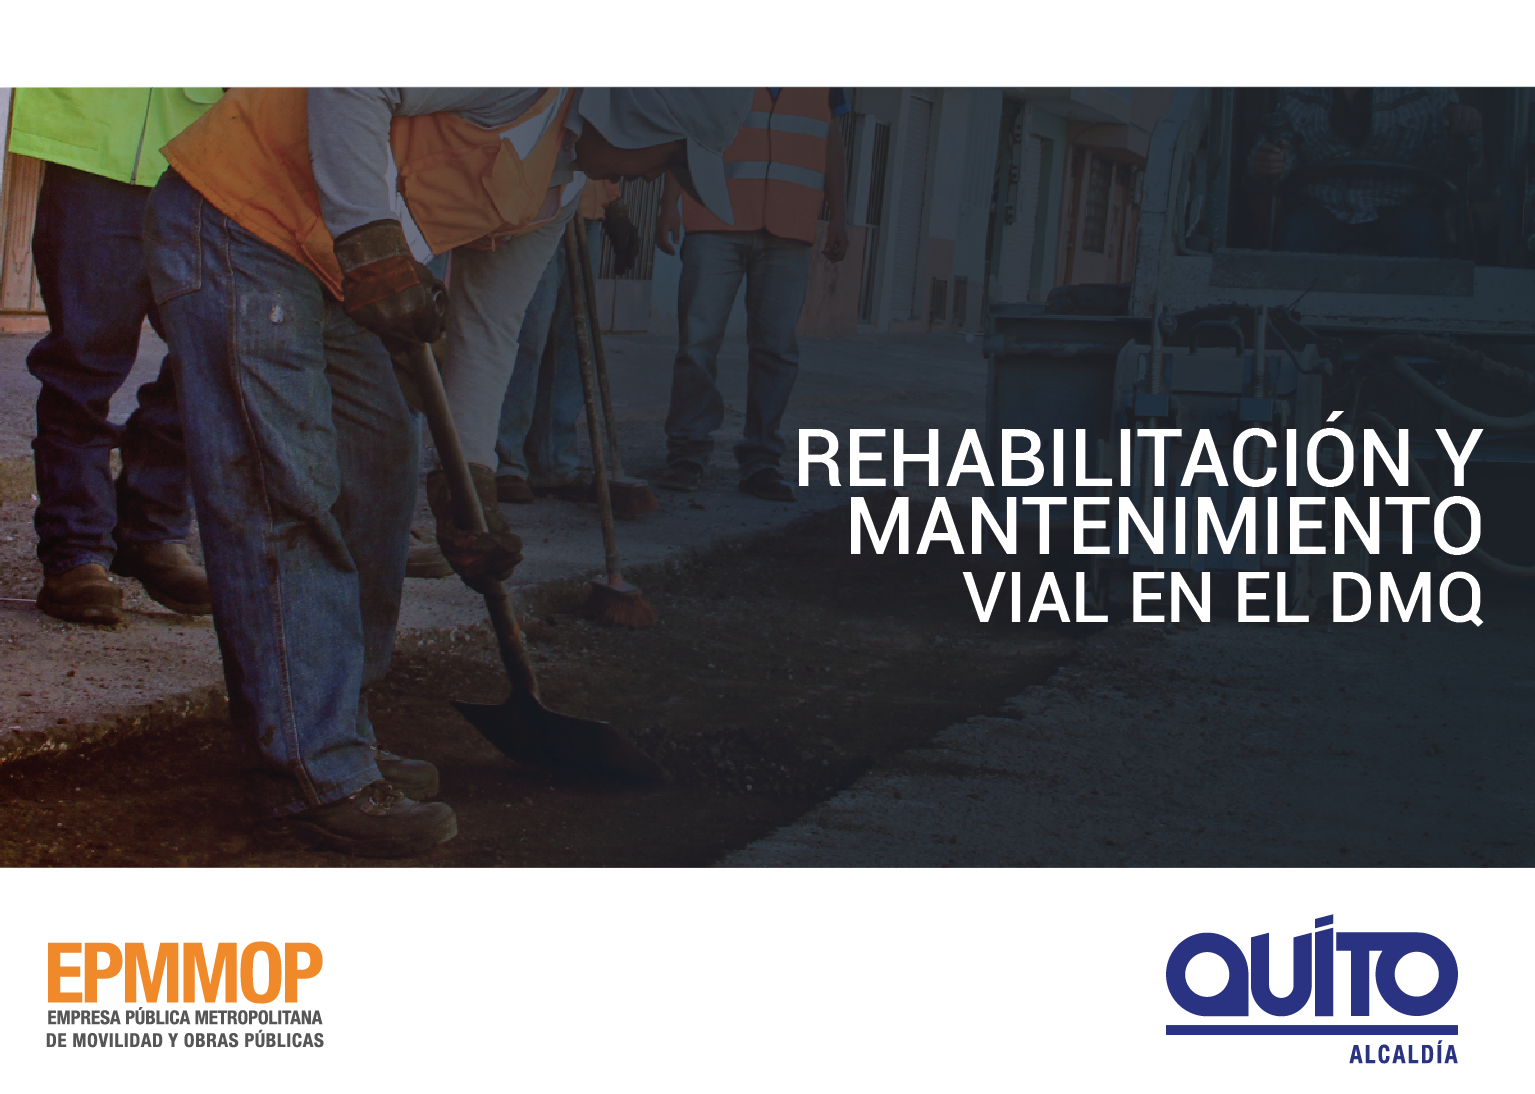 REHABILITACIÓN Y
MANTENIMIENTO
VIAL EN EL DMQ
EPMMOP
EMPRESA PÚBLICA METROPOLITANA
DE MOVILIDAD Y OBRAS PÚBLICAS
QUITO
ALCALDÍA